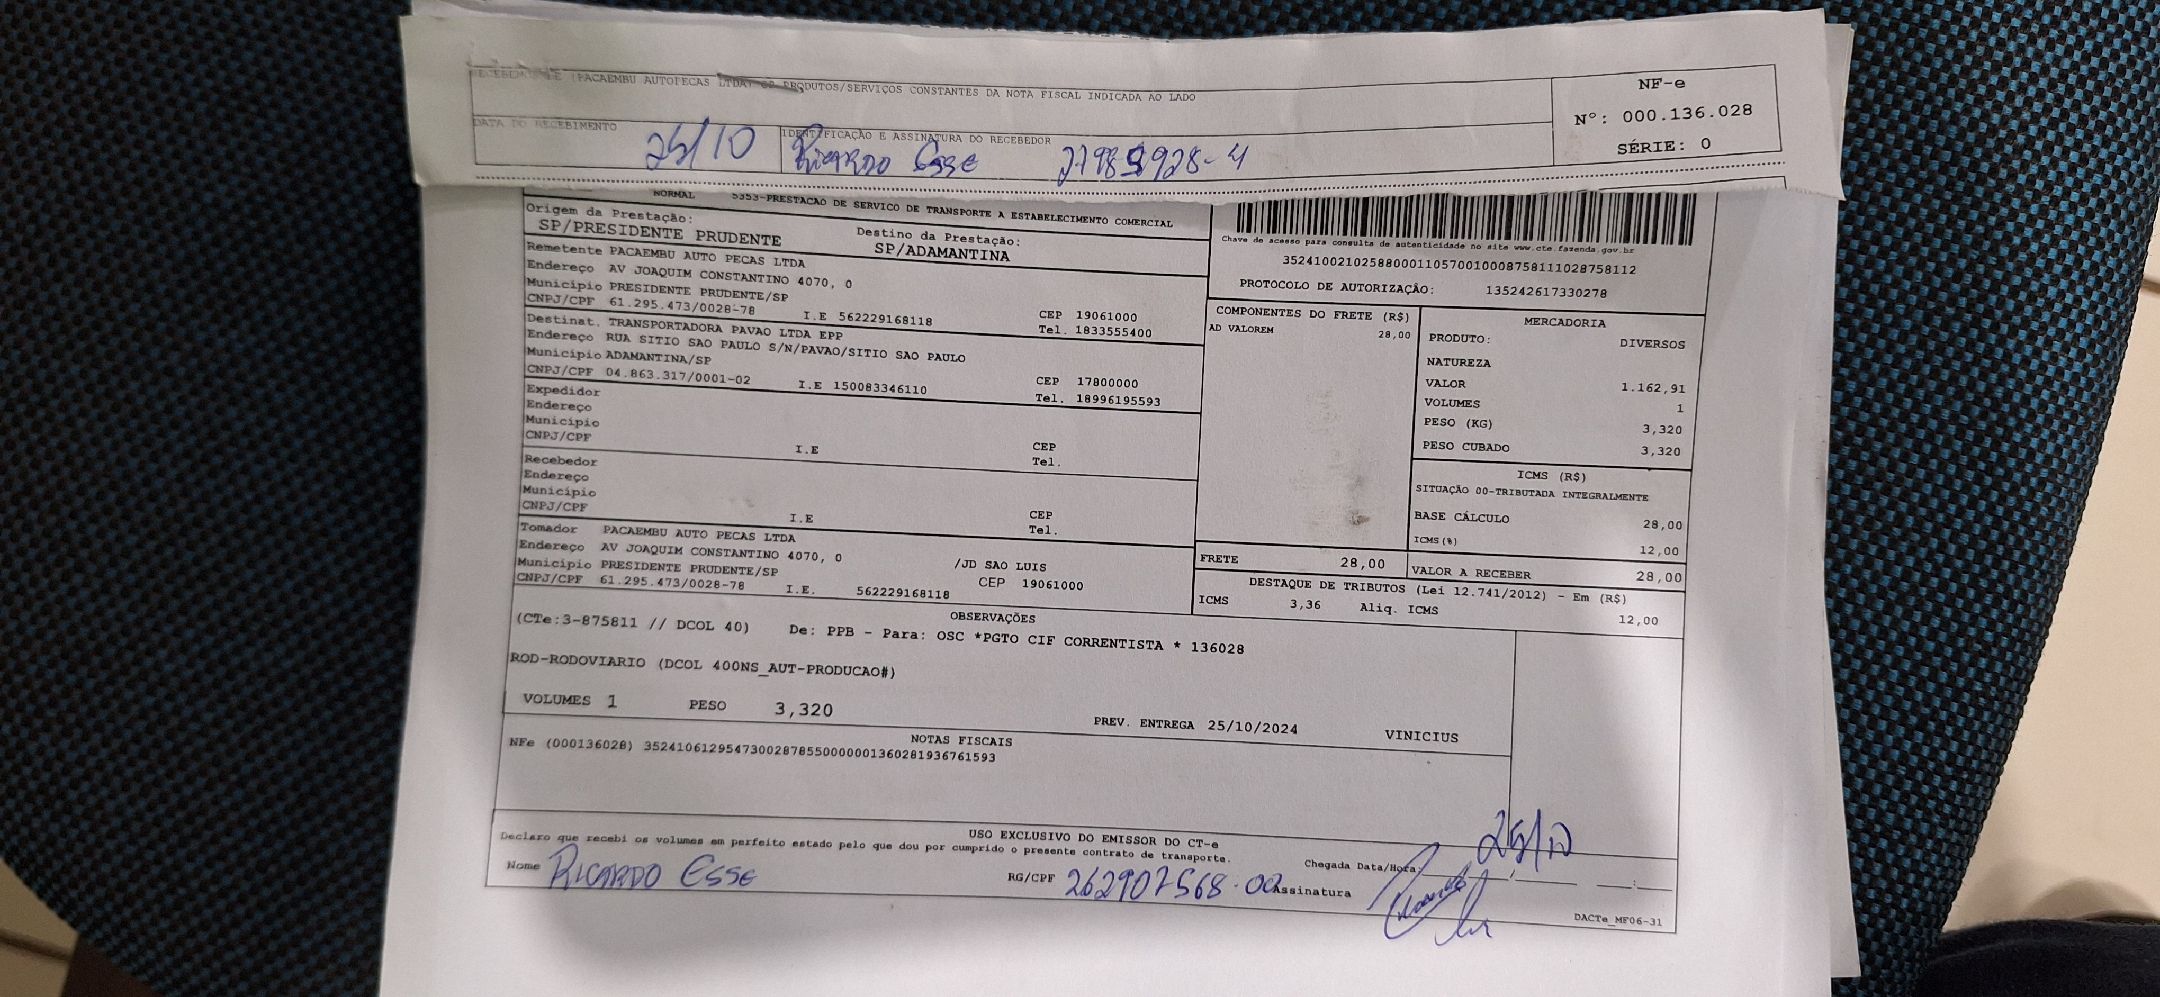 RECEBEMOS DE (PACAEMBU AUTOPECAS LTDA) OS PRODUTOS/SERVIÇOS CONSTANTES DA NOTA FISCAL INDICADA AO LADO
NF-e
Nº: 000.136.028
SÉRIE: 0
DATA DO RECEBIMENTO
25/10
IDENTIFICAÇÃO E ASSINATURA DO RECEBEDOR
RICARDO ESSE
NORMAL 5353-PRESTACAO DE SERVICO DE TRANSPORTE A ESTABELECIMENTO COMERCIAL
Origem da Prestação:
SP/PRESIDENTE PRUDENTE
Destino da Prestação:
SP/ADAMANTINA
Chave de acesso para consulta de autenticidade no site www.cte.fazenda.gov.br
35241002102588000110570010008758111028758112
PROTOCOLO DE AUTORIZAÇÃO: 135242617330278
Remetente PACAEMBU AUTO PECAS LTDA
Endereço AV JOAQUIM CONSTANTINO 4070, 0
Município PRESIDENTE PRUDENTE/SP CEP 19061000
CNPJ/CPF 61.295.473/0028-78 I.E 562229168118 Tel. 1833555400
Destinat. TRANSPORTADORA PAVAO LTDA EPP
Endereço RUA SITIO SAO PAULO S/N/PAVAO/SITIO SAO PAULO
Município ADAMANTINA/SP CEP 17800000
CNPJ/CPF 04.863.317/0001-02 I.E 150083346110 Tel. 18996195593
Expedidor
Endereço
Município CEP
CNPJ/CPF I.E Tel.
Recebedor
Endereço
Município CEP
CNPJ/CPF I.E Tel.
Tomador PACAEMBU AUTO PECAS LTDA
Endereço AV JOAQUIM CONSTANTINO 4070, 0 /JD SAO LUIS
Município PRESIDENTE PRUDENTE/SP CEP 19061000
CNPJ/CPF 61.295.473/0028-78 I.E. 562229168118
COMPONENTES DO FRETE (R$)
AD VALOREM 28,00
MERCADORIA
PRODUTO: DIVERSOS
NATUREZA
VALOR 1.162,91
VOLUMES 1
PESO (KG) 3,320
PESO CUBADO 3,320
ICMS (R$)
SITUAÇÃO 00-TRIBUTADA INTEGRALMENTE
BASE CÁLCULO 28,00
ICMS(%) 12,00
FRETE 28,00
VALOR A RECEBER 28,00
DESTAQUE DE TRIBUTOS (Lei 12.741/2012) - Em (R$)
ICMS 3,36 Aliq. ICMS 12,00
OBSERVAÇÕES
(CTe:3-875811 // DCOL 40) De: PPB - Para: OSC *PGTO CIF CORRENTISTA * 136028
ROD-RODOVIARIO (DCOL 400NS_AUT-PRODUCAO#)
VOLUMES 1 PESO 3,320 PREV. ENTREGA 25/10/2024 VINICIUS
NOTAS FISCAIS
NFe (000136028) 35241061295473002878550000001360281936761593
USO EXCLUSIVO DO EMISSOR DO CT-e
Declaro que recebi os volumes em perfeito estado pelo que dou por cumprido o presente contrato de transporte.
Chegada Data/Hora 25/10
Nome RICARDO ESSE RG/CPF 262907568-00 Assinatura
DACTe_MF06-31